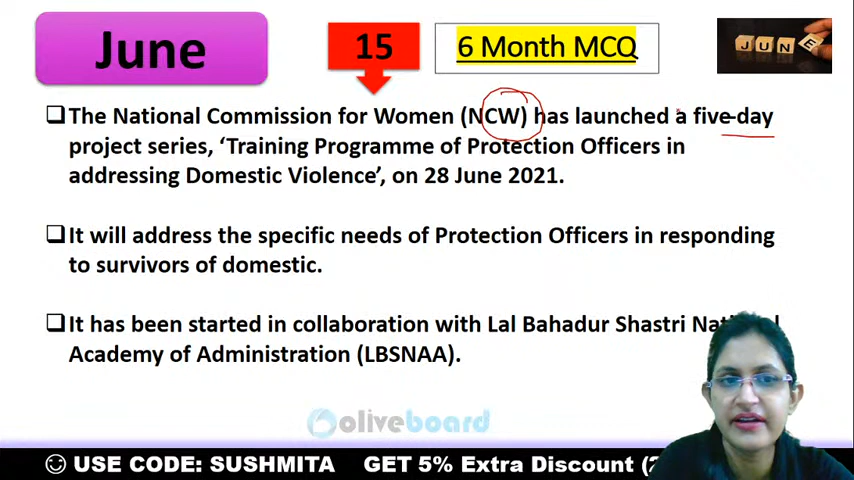 June
15
6 Month MCQ
JUNE
The National Commission for Women (NCW) has launched a five-day
project series, ‘Training Programme of Protection Officers in
addressing Domestic Violence’, on 28 June 2021.
It will address the specific needs of Protection Officers in responding
to survivors of domestic.
It has been started in collaboration with Lal Bahadur Shastri
Academy of Administration (LBSNAA).
oliveboard
USE CODE: SUSHMITA GET 5% Extra Discount